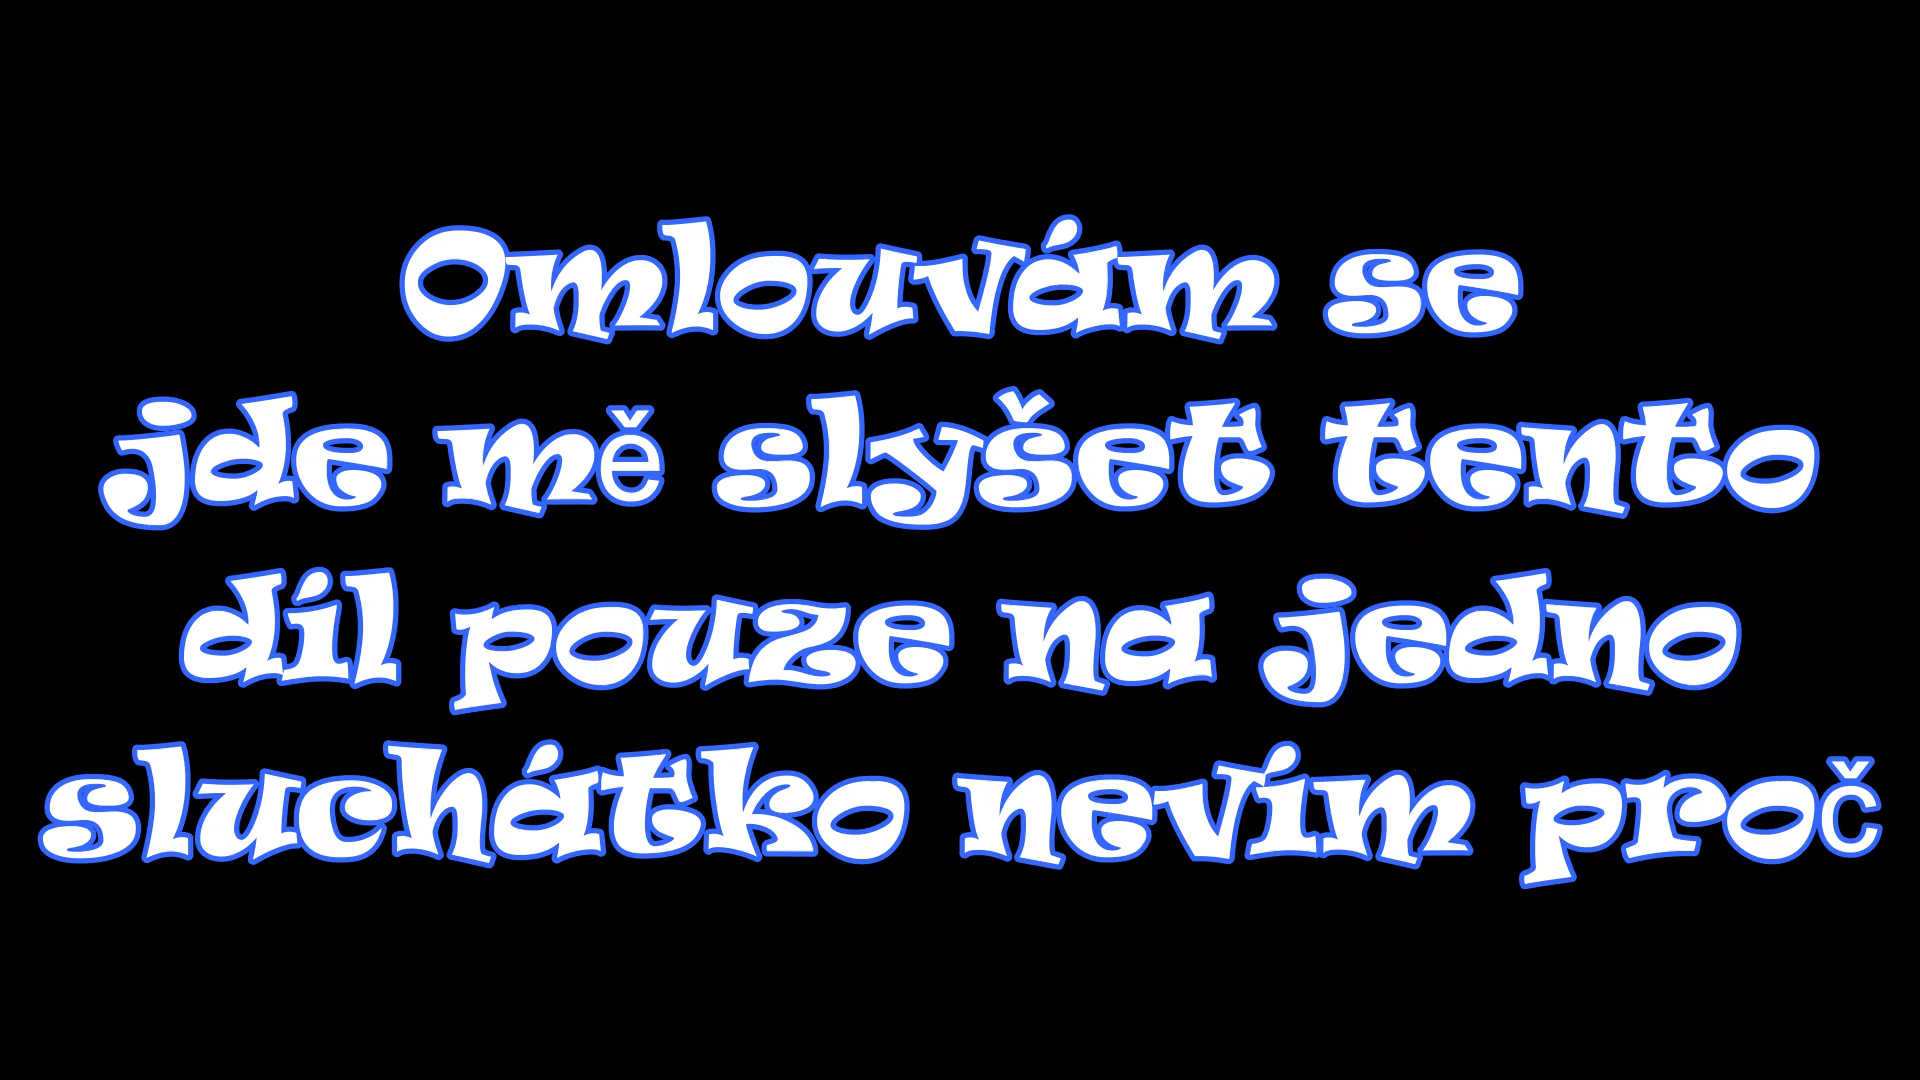 Omlouvám se
jde mě slyšet tento
díl pouze na jedno
sluchátko nevím proč